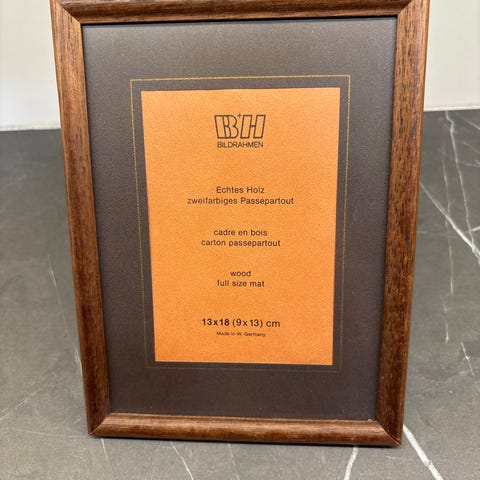 B+H
BILDRAHMEN
Echtes Holz
zweifarbiges Passepartout
cadre en bois
carton passepartout
wood
full size mat
13x18 (9x13) cm
Made in W.-Germany